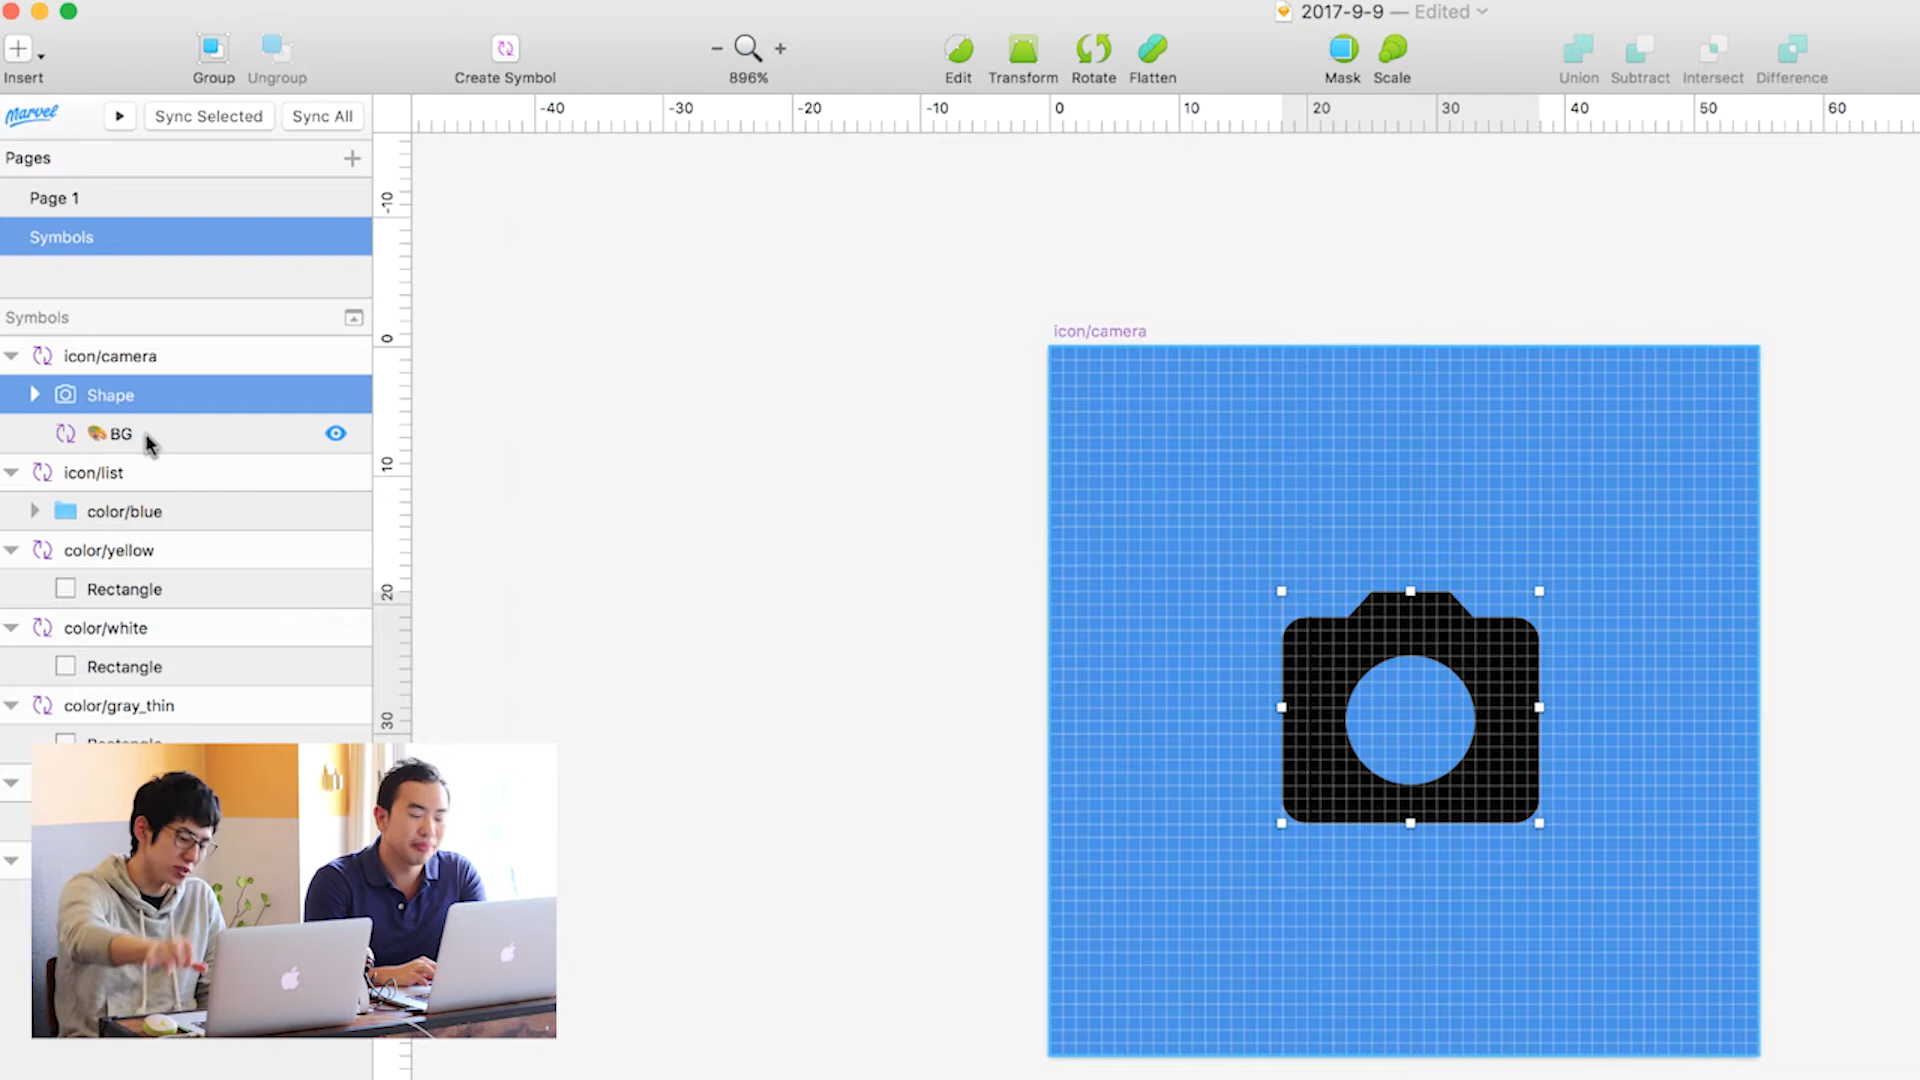 2017-9-9 — Edited
Insert
Group
Ungroup
Create Symbol
896%
Edit
Transform
Rotate
Flatten
Mask
Scale
Union
Subtract
Intersect
Difference
Marvel
Sync Selected
Sync All
-40
-30
-20
-10
0
10
20
30
40
50
60
Pages
Page 1
Symbols
Symbols
icon/camera
Shape
🎨BG
icon/list
color/blue
color/yellow
Rectangle
color/white
Rectangle
color/gray_thin
Rectangle
-10
0
10
20
30
icon/camera